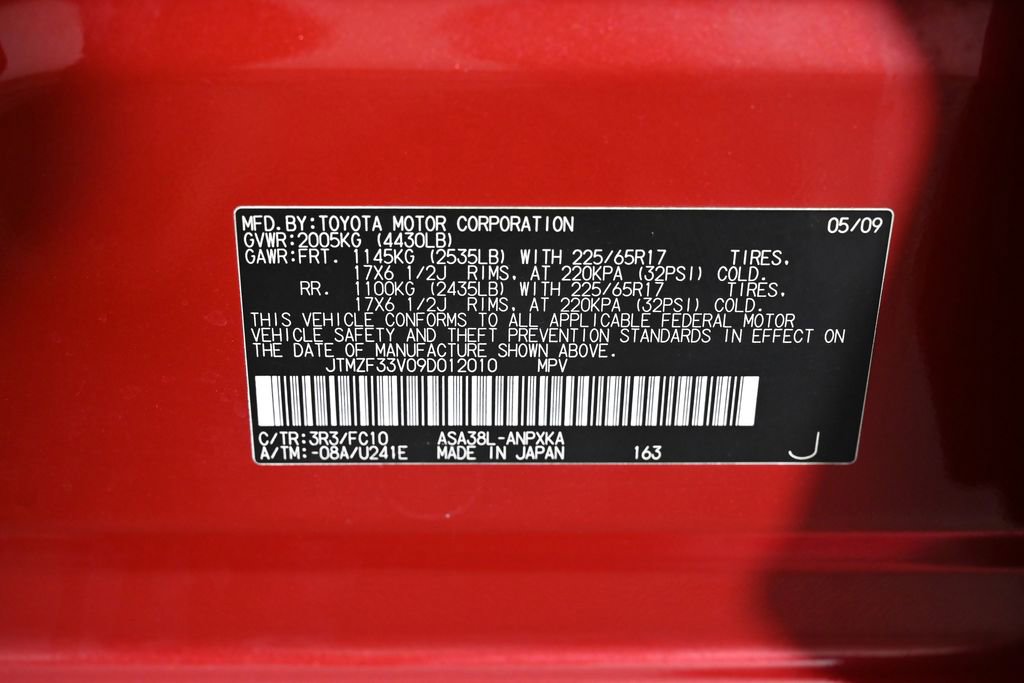 MFD.BY:TOYOTA MOTOR CORPORATION 05/09
GVWR:2005KG (4430LB)
GAWR:FRT. 1145KG (2535LB) WITH 225/65R17 TIRES,
17X6 1/2J RIMS, AT 220KPA (32PSI) COLD.
RR. 1100KG (2435LB) WITH 225/65R17 TIRES,
17X6 1/2J RIMS, AT 220KPA (32PSI) COLD.
THIS VEHICLE CONFORMS TO ALL APPLICABLE FEDERAL MOTOR
VEHICLE SAFETY AND THEFT PREVENTION STANDARDS IN EFFECT ON
THE DATE OF MANUFACTURE SHOWN ABOVE.
JTMZF33V09D012010 MPV
C/TR:3R3/FC10 ASA38L-ANPXKA
A/TM:-08A/U241E MADE IN JAPAN 163 J